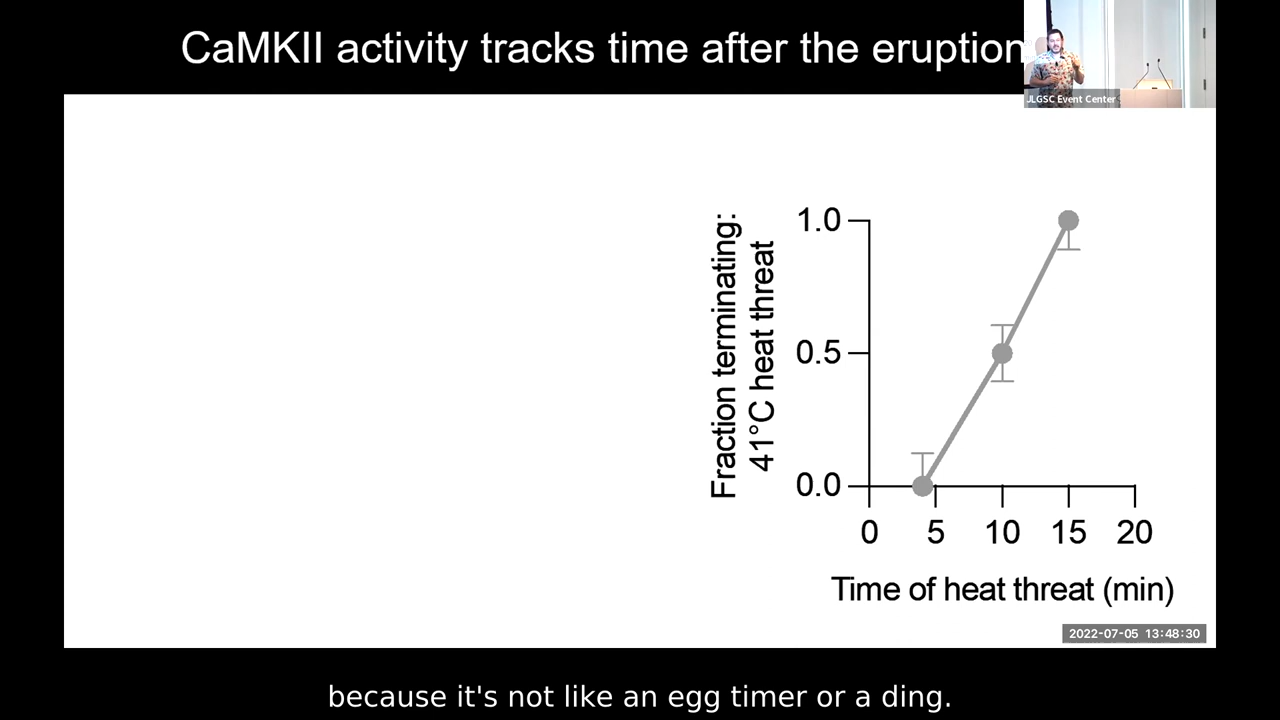 CaMKII activity tracks time after the eruption
JLGSC Event Center
Fraction terminating:
41°C heat threat
1.0
0.5
0.0
0 5 10 15 20
Time of heat threat (min)
2022-07-05 13:48:30
because it's not like an egg timer or a ding.